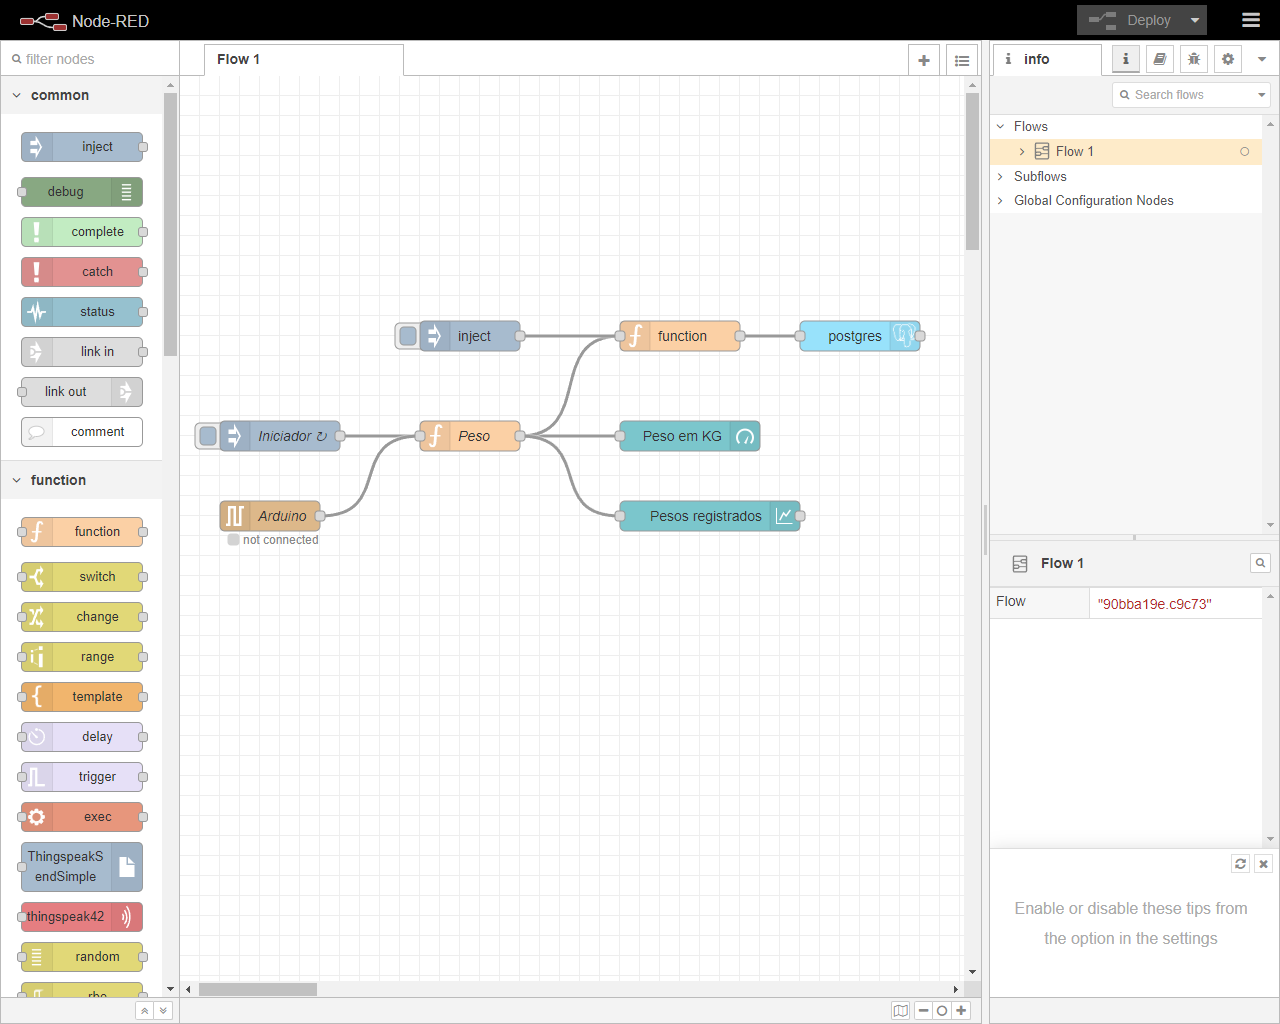 Node-RED
Deploy
filter nodes
Flow 1
info
common
Search flows
inject
debug
complete
catch
status
link in
link out
comment
function
function
switch
change
range
template
delay
trigger
exec
ThingspeakS
endSimple
thingspeak42
random
rbe
inject
function
postgres
Iniciador ↻
Peso
Peso em KG
Arduino
not connected
Pesos registrados
Flows
Flow 1
Subflows
Global Configuration Nodes
Flow 1
Flow
"90bba19e.c9c73"
Enable or disable these tips from
the option in the settings